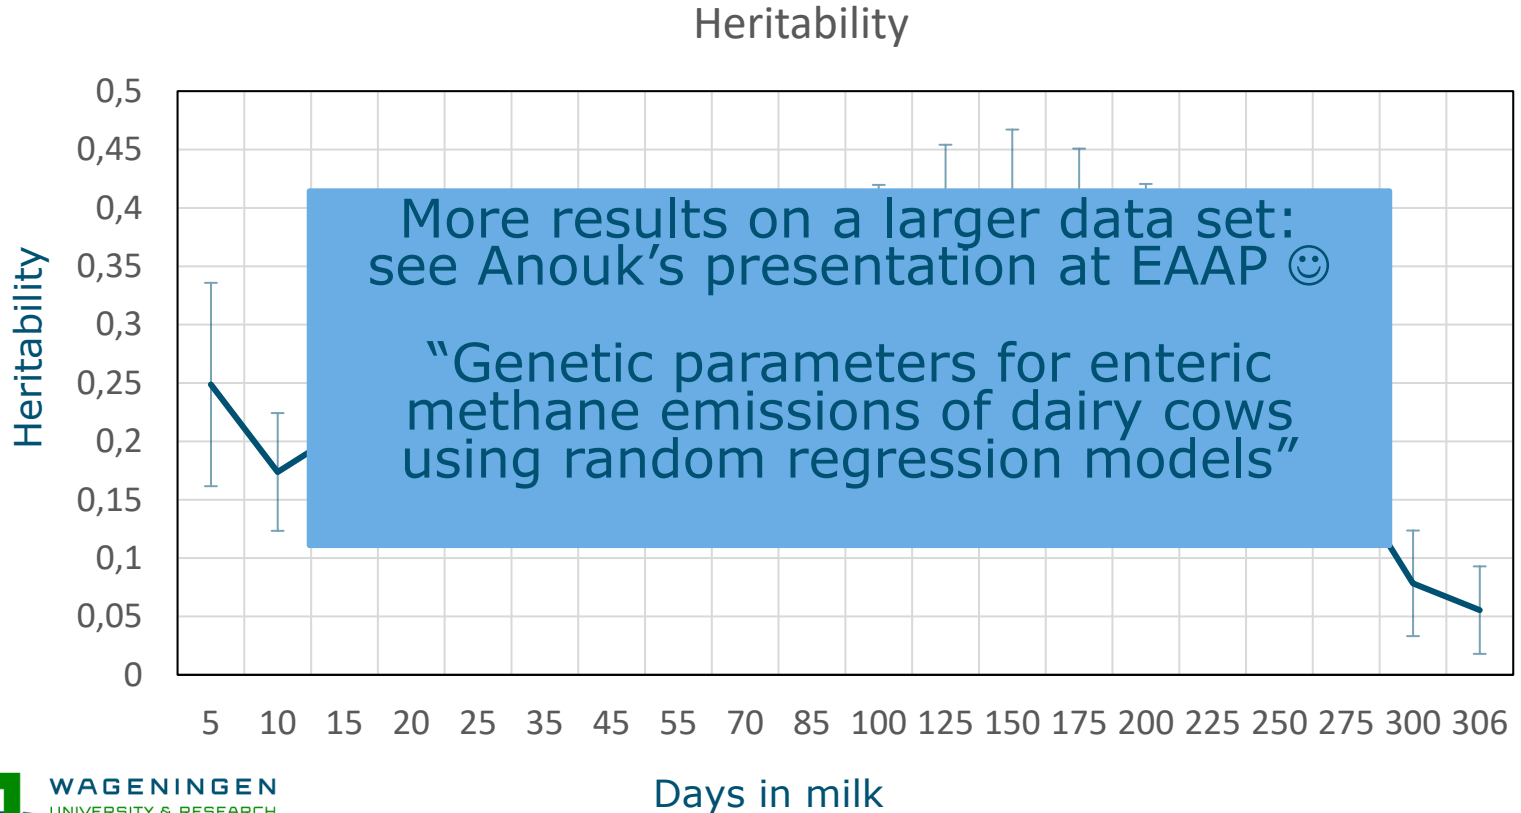 Heritability
0,5
0,45
0,4
0,35
0,3
0,25
0,2
0,15
0,1
0,05
0
Heritability
More results on a larger data set:
see Anouk’s presentation at EAAP ☺
“Genetic parameters for enteric
methane emissions of dairy cows
using random regression models”
5 10 15 20 25 35 45 55 70 85 100 125 150 175 200 225 250 275 300 306
Days in milk
WAGENINGEN
UNIVERSITY & RESEARCH